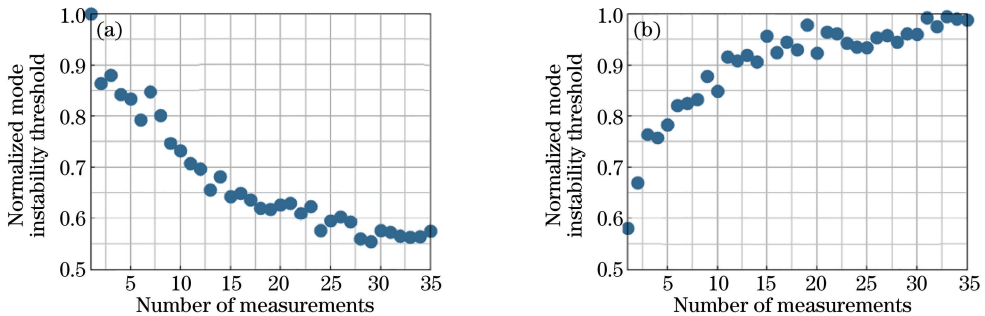 (a)
Normalized mode
instability threshold
1.0
0.9
0.8
0.7
0.6
0.5
5 10 15 20 25 30 35
Number of measurements
(b)
Normalized mode
instability threshold
1.0
0.9
0.8
0.7
0.6
0.5
5 10 15 20 25 30 35
Number of measurements